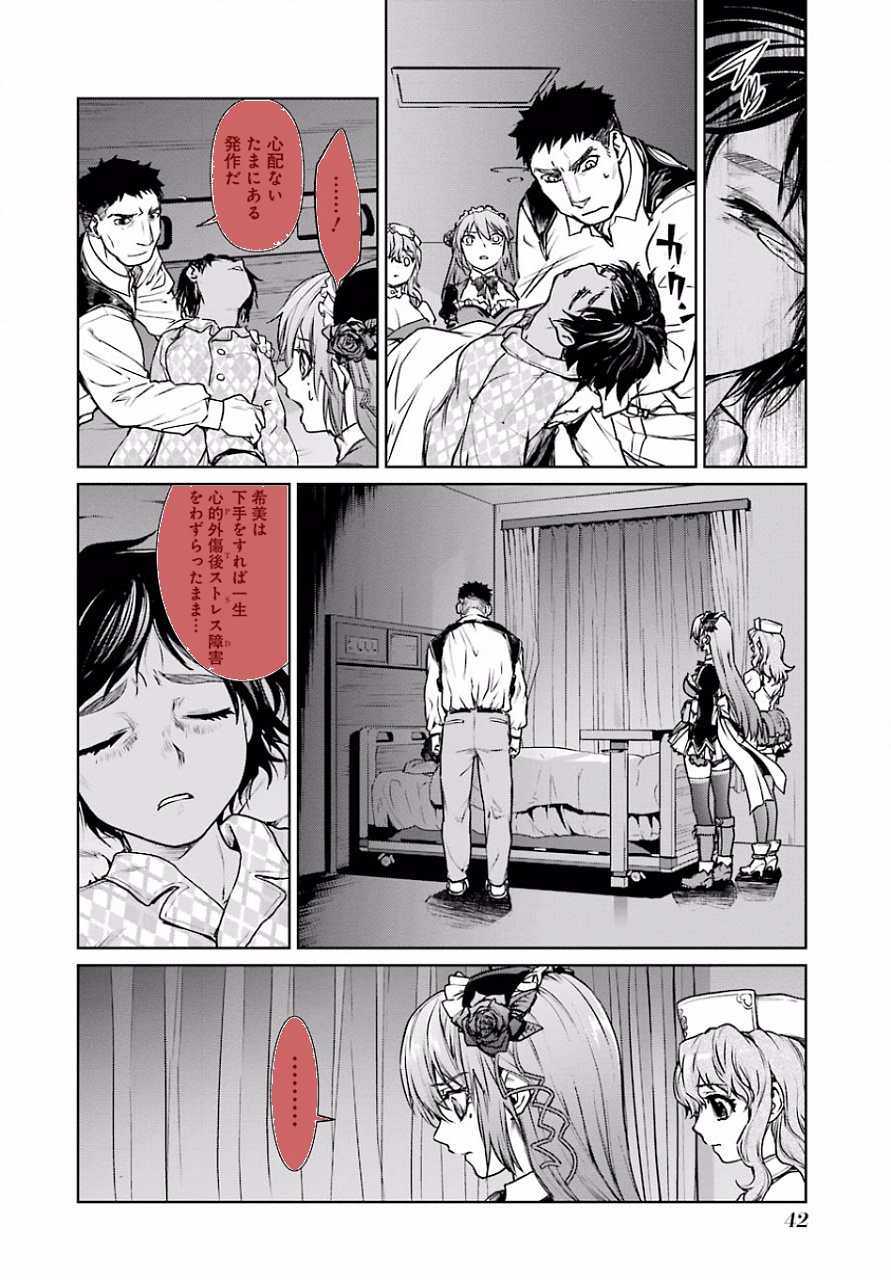 カクン
……！
心配ない
たまにある
発作だ
希美は
下手をすれば一生
心的外傷後ストレス障害
PTSD
をわずらったまま…
………
42